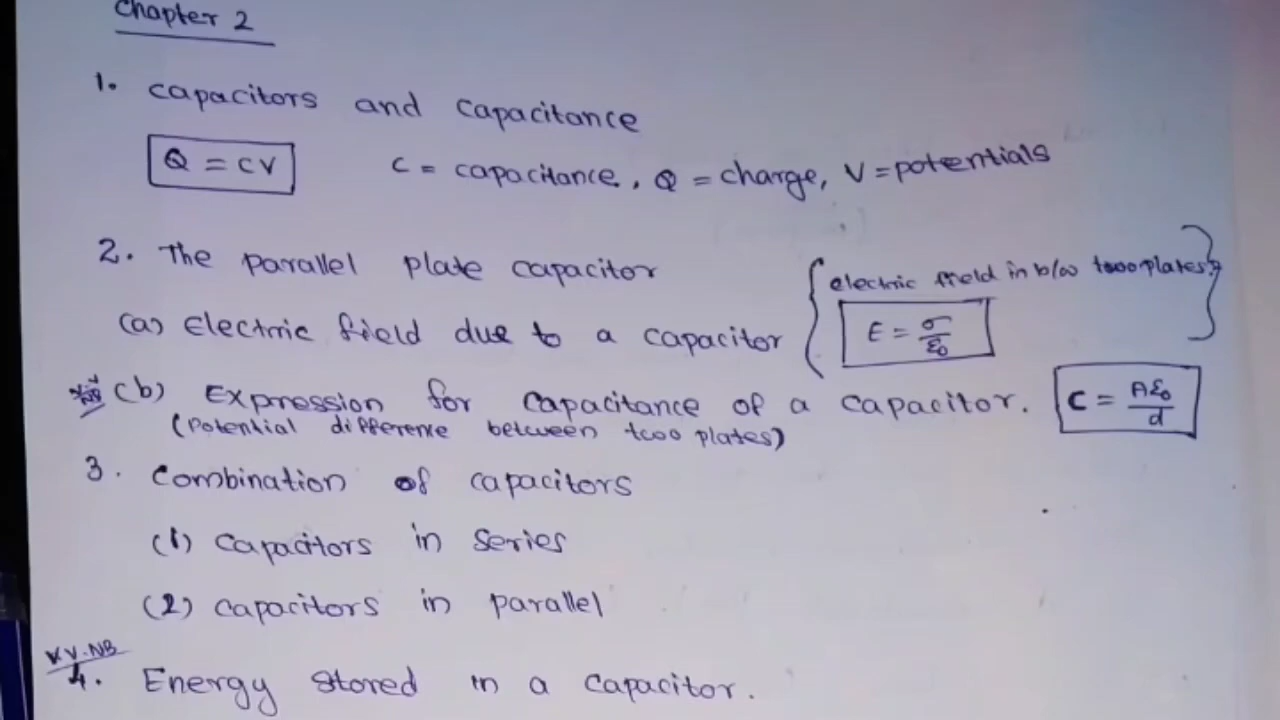 Chapter 2
1. Capacitors and Capacitance
Q = CV C = capacitance, Q = charge, V = potentials
2. The parallel plate capacitor
{electric field in b/w two plates}
(a) Electric field due to a capacitor E = σ/ε₀
(b) Expression for Capacitance of a capacitor. C = Aε₀/d
(Potential difference between two plates)
3. Combination of capacitors
(1) Capacitors in series
(2) Capacitors in parallel
V.NB
4. Energy stored in a capacitor.